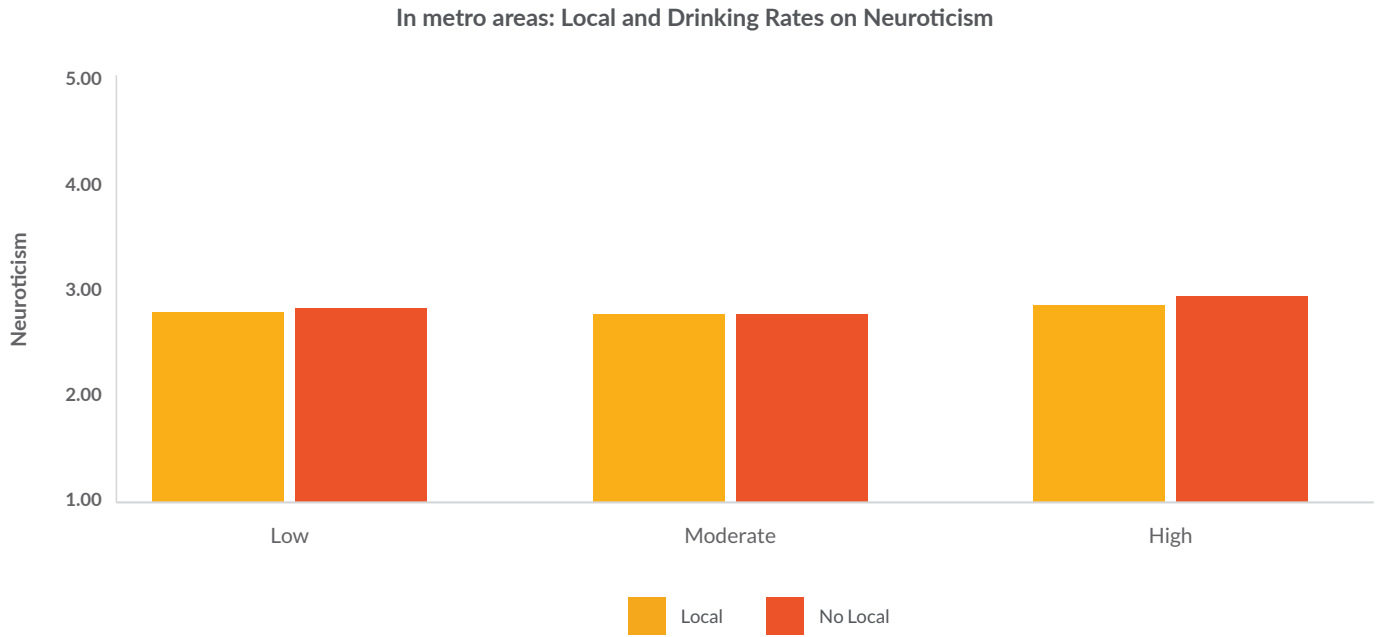 In metro areas: Local and Drinking Rates on Neuroticism
5.00
4.00
3.00
2.00
1.00
Neuroticism
Low
Moderate
High
Local
No Local